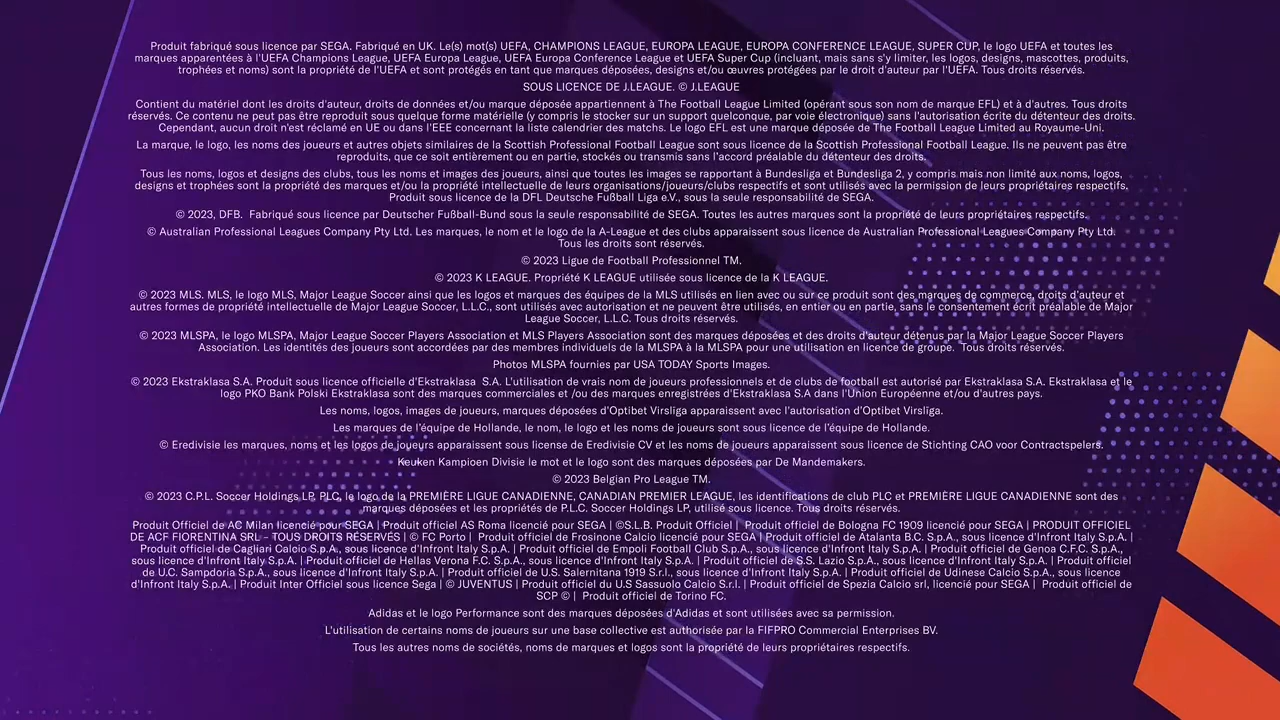 Produit fabriqué sous licence par SEGA. Fabriqué en UK. Le(s) mot(s) UEFA, CHAMPIONS LEAGUE, EUROPA LEAGUE, EUROPA CONFERENCE LEAGUE, SUPER CUP, le logo UEFA et toutes les
marques apparentées à l'UEFA Champions League, UEFA Europa League, UEFA Europa Conference League et UEFA Super Cup (incluant, mais sans s'y limiter, les logos, designs, mascottes, produits,
trophées et noms) sont la propriété de l'UEFA et sont protégés en tant que marques déposées, designs et/ou œuvres protégées par le droit d'auteur par l'UEFA. Tous droits réservés.
SOUS LICENCE DE J.LEAGUE. © J.LEAGUE
Contient du matériel dont les droits d'auteur, droits de données et/ou marque déposée appartiennent à The Football League Limited (opérant sous son nom de marque EFL) et à d'autres. Tous droits
réservés. Ce contenu ne peut pas être reproduit sous quelque forme matérielle (y compris le stocker sur un support quelconque, par voie électronique) sans l'autorisation écrite du détenteur des droits.
Cependant, aucun droit n'est réclamé en UE ou dans l'EEE concernant la liste calendrier des matchs. Le logo EFL est une marque déposée de The Football League Limited au Royaume-Uni.
La marque, le logo, les noms des joueurs et autres objets similaires de la Scottish Professional Football League sont sous licence de la Scottish Professional Football League. Ils ne peuvent pas être
reproduits, que ce soit entièrement ou en partie, stockés ou transmis sans l'accord préalable du détenteur des droits.
Tous les noms, logos et designs des clubs, tous les noms et images des joueurs, ainsi que toutes les images se rapportant à Bundesliga et Bundesliga 2, y compris mais non limité aux noms, logos,
designs et trophées sont la propriété des marques et/ou la propriété intellectuelle de leurs organisations/joueurs/clubs respectifs et sont utilisés avec la permission de leurs propriétaires respectifs.
Produit sous licence de la DFL Deutsche Fußball Liga e.V., sous la seule responsabilité de SEGA.
© 2023, DFB. Fabriqué sous licence par Deutscher Fußball-Bund sous la seule responsabilité de SEGA. Toutes les autres marques sont la propriété de leurs propriétaires respectifs.
© Australian Professional Leagues Company Pty Ltd. Les marques, le nom et le logo de la A-League et des clubs apparaissent sous licence de Australian Professional Leagues Company Pty Ltd.
Tous les droits sont réservés.
© 2023 Ligue de Football Professionnel TM.
© 2023 K LEAGUE. Propriété K LEAGUE utilisée sous licence de la K LEAGUE.
© 2023 MLS. MLS, le logo MLS, Major League Soccer ainsi que les logos et marques des équipes de la MLS utilisés en lien avec ou sur ce produit sont des marques de commerce, droits d'auteur et
autres formes de propriété intellectuelle de Major League Soccer, L.L.C., sont utilisés avec autorisation et ne peuvent être utilisés, en entier ou en partie, sans le consentement écrit préalable de Major
League Soccer, L.L.C. Tous droits réservés.
© 2023 MLSPA, le logo MLSPA, Major League Soccer Players Association et MLS Players Association sont des marques déposées et des droits d'auteur détenus par la Major League Soccer Players
Association. Les identités des joueurs sont accordées par des membres individuels de la MLSPA à la MLSPA pour une utilisation en licence de groupe. Tous droits réservés.
Photos MLSPA fournies par USA TODAY Sports Images.
© 2023 Ekstraklasa S.A. Produit sous licence officielle d'Ekstraklasa S.A. L'utilisation de vrais nom de joueurs professionnels et de clubs de football est autorisé par Ekstraklasa S.A. Ekstraklasa et le
logo PKO Bank Polski Ekstraklasa sont des marques commerciales et /ou des marques enregistrées d'Ekstraklasa S.A dans l'Union Européenne et/ou d'autres pays.
Les noms, logos, images de joueurs, marques déposées d'Optibet Virslīga apparaissent avec l'autorisation d'Optibet Virslīga.
Les marques de l'équipe de Hollande, le nom, le logo et les noms de joueurs sont sous licence de l'équipe de Hollande.
© Eredivisie les marques, noms et les logos de joueurs apparaissent sous license de Eredivisie CV et les noms de joueurs apparaissent sous licence de Stichting CAO voor Contractspelers.
Keuken Kampioen Divisie le mot et le logo sont des marques déposées par De Mandemakers.
© 2023 Belgian Pro League TM.
© 2023 C.P.L. Soccer Holdings LP. PLC, le logo de la PREMIÈRE LIGUE CANADIENNE, CANADIAN PREMIER LEAGUE, les identifications de club PLC et PREMIÈRE LIGUE CANADIENNE sont des
marques déposées et les propriétés de P.L.C. Soccer Holdings LP, utilisé sous licence. Tous droits réservés.
Produit Officiel de AC Milan licencié pour SEGA | Produit officiel AS Roma licencié pour SEGA | ©S.L.B. Produit Officiel | Produit officiel de Bologna FC 1909 licencié pour SEGA | PRODUIT OFFICIEL
DE ACF FIORENTINA SRL – TOUS DROITS RÉSERVÉS | © FC Porto | Produit officiel de Frosinone Calcio licencié pour SEGA | Produit officiel de Atalanta B.C. S.p.A., sous licence d'Infront Italy S.p.A. |
Produit officiel de Cagliari Calcio S.p.A., sous licence d'Infront Italy S.p.A. | Produit officiel de Empoli Football Club S.p.A., sous licence d'Infront Italy S.p.A. | Produit officiel de Genoa C.F.C. S.p.A.,
sous licence d'Infront Italy S.p.A. | Produit officiel de Hellas Verona F.C. S.p.A., sous licence d'Infront Italy S.p.A. | Produit officiel de S.S. Lazio S.p.A., sous licence d'Infront Italy S.p.A. | Produit officiel
de U.C. Sampdoria S.p.A., sous licence d'Infront Italy S.p.A. | Produit officiel de U.S. Salernitana 1919 S.r.l., sous licence d'Infront Italy S.p.A. | Produit officiel de Udinese Calcio S.p.A., sous licence
d'Infront Italy S.p.A. | Produit Inter Officiel sous licence Sega | © JUVENTUS | Produit officiel du U.S Sassuolo Calcio S.r.l. | Produit officiel de Spezia Calcio srl, licencié pour SEGA | Produit officiel de
SCP © | Produit officiel de Torino FC.
Adidas et le logo Performance sont des marques déposées d'Adidas et sont utilisées avec sa permission.
L'utilisation de certains noms de joueurs sur une base collective est authorisée par la FIFPRO Commercial Enterprises BV.
Tous les autres noms de sociétés, noms de marques et logos sont la propriété de leurs propriétaires respectifs.